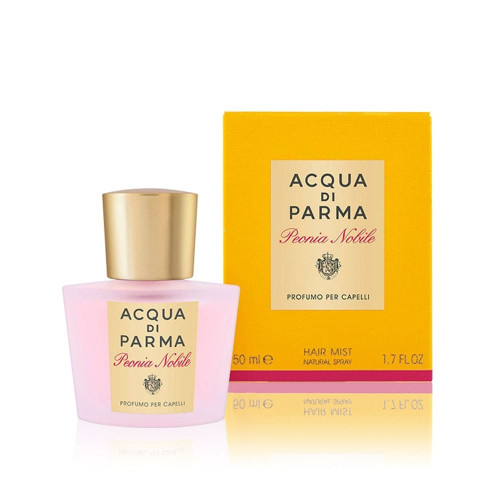 ACQUA
DI
PARMA
Peonia Nobile
PROFUMO PER CAPELLI
ACQUA
DI
PARMA
Peonia Nobile
PROFUMO PER CAPELLI
50 ml e HAIR MIST 1.7 FL OZ
NATURAL SPRAY